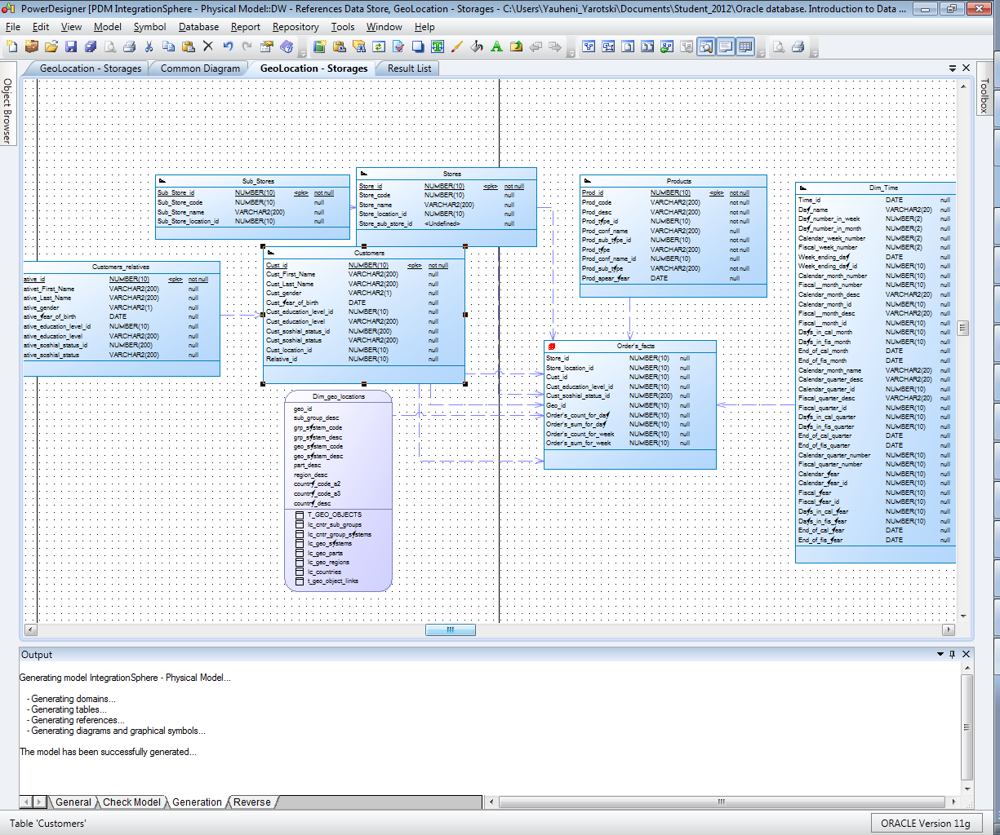 PowerDesigner [PDM IntegrationSphere - Physical Model::DW - References Data Store, GeoLocation - Storages - C:\Users\Yauheni_Yarotski\Documents\Student_2012\Oracle database. Introduction to Data ...
File Edit View Model Symbol Database Report Repository Tools Window Help
GeoLocation - Storages
Common Diagram
GeoLocation - Storages
Result List
Object Browser
Toolbox
Sub_Stores
Sub_Store_id NUMBER(10) <pk> not null
Sub_Store_code NUMBER(10) null
Sub_Store_name VARCHAR2(200) null
Sub_Store_location_id NUMBER(10) null
Stores
Store_id NUMBER(10) <pk> not null
Store_code NUMBER(10) null
Store_name VARCHAR2(200) null
Store_location_id NUMBER(10) null
Store_sub_store_id <Undefined> null
Products
Prod_id NUMBER(10) <pk> not null
Prod_code VARCHAR2(200) not null
Prod_desc VARCHAR2(200) not null
Prod_type_id NUMBER(10) not null
Prod_conf_name VARCHAR2(200) null
Prod_sub_type_id NUMBER(10) not null
Prod_type VARCHAR2(200) not null
Prod_conf_name_id NUMBER(10) null
Prod_sub_type VARCHAR2(200) not null
Prod_apear_year DATE null
Dim_Time
Time_id DATE null
Day_name VARCHAR2(20) null
Day_number_in_week NUMBER(2) null
Day_number_in_month NUMBER(2) null
Calendar_week_number NUMBER(2) null
Fiscal_week_number NUMBER(2) null
Week_ending_day DATE null
Week_ending_day_id NUMBER(10) null
Calendar_month_number NUMBER(10) null
Fiscal__month_number NUMBER(10) null
Calendar_month_desc VARCHAR2(20) null
Calendar_month_id NUMBER(10) null
Fiscal__month_desc VARCHAR2(20) null
Fiscal__month_id NUMBER(10) null
Days_in_cal_month NUMBER(10) null
Days_in_fis_month NUMBER(10) null
End_of_cal_month DATE null
End_of_fis_month DATE null
Calendar_month_name VARCHAR2(20) null
Calendar_quarter_desc VARCHAR2(20) null
Calendar_quarter_id NUMBER(10) null
Fiscal_quarter_desc VARCHAR2(20) null
Fiscal_quarter_id NUMBER(10) null
Days_in_cal_quarter NUMBER(10) null
Days_in_fis_quarter NUMBER(10) null
End_of_cal_quarter DATE null
End_of_fis_quarter DATE null
Calendar_quarter_number NUMBER(10) null
Fiscal_quarter_number NUMBER(10) null
Calendar_year NUMBER(10) null
Calendar_year_id NUMBER(10) null
Fiscal_year NUMBER(10) null
Fiscal_year_id NUMBER(10) null
Days_in_cal_year NUMBER(10) null
Days_in_fis_year NUMBER(10) null
End_of_cal_year DATE null
End_of_fis_year DATE null
Customers_relatives
ative_id NUMBER(10) <pk> not null
ativet_First_Name VARCHAR2(200) null
ative_Last_Name VARCHAR2(200) null
ative_gender VARCHAR2(1) null
ative_year_of_birth DATE null
ative_education_level_id NUMBER(10) null
ative_education_level VARCHAR2(200) null
ative_soshial_status_id NUMBER(200) null
ative_soshial_status VARCHAR2(200) null
Customers
Cust_id NUMBER(10) <pk> not null
Cust_First_Name VARCHAR2(200) null
Cust_Last_Name VARCHAR2(200) null
Cust_gender VARCHAR2(1) null
Cust_year_of_birth DATE null
Cust_education_level_id NUMBER(10) null
Cust_education_level VARCHAR2(200) null
Cust_soshial_status_id NUMBER(200) null
Cust_soshial_status VARCHAR2(200) null
Cust_location_id NUMBER(10) null
Relative_id NUMBER(10) null
Order's_facts
Store_id NUMBER(10) null
Store_location_id NUMBER(10) null
Cust_id NUMBER(10) null
Cust_education_level_id NUMBER(10) null
Cust_soshial_status_id NUMBER(200) null
Geo_id NUMBER(10) null
Order's_count_for_day NUMBER(10) null
Order's_sum_for_day NUMBER(10) null
Order's_count_for_week NUMBER(10) null
Order's_sum_for_week NUMBER(10) null
Dim_geo_locations
geo_id
sub_group_desc
grp_system_code
grp_system_desc
geo_system_code
geo_system_desc
part_desc
region_desc
country_code_a2
country_code_a3
country_desc
T_GEO_OBJECTS
lc_cntr_sub_groups
lc_cntr_group_systems
lc_geo_systems
lc_geo_parts
lc_geo_regions
lc_countries
t_geo_object_links
Output
Generating model IntegrationSphere - Physical Model...
- Generating domains...
- Generating tables...
- Generating references...
- Generating diagrams and graphical symbols...
The model has been successfully generated...
General Check Model Generation Reverse
Table 'Customers'
ORACLE Version 11g